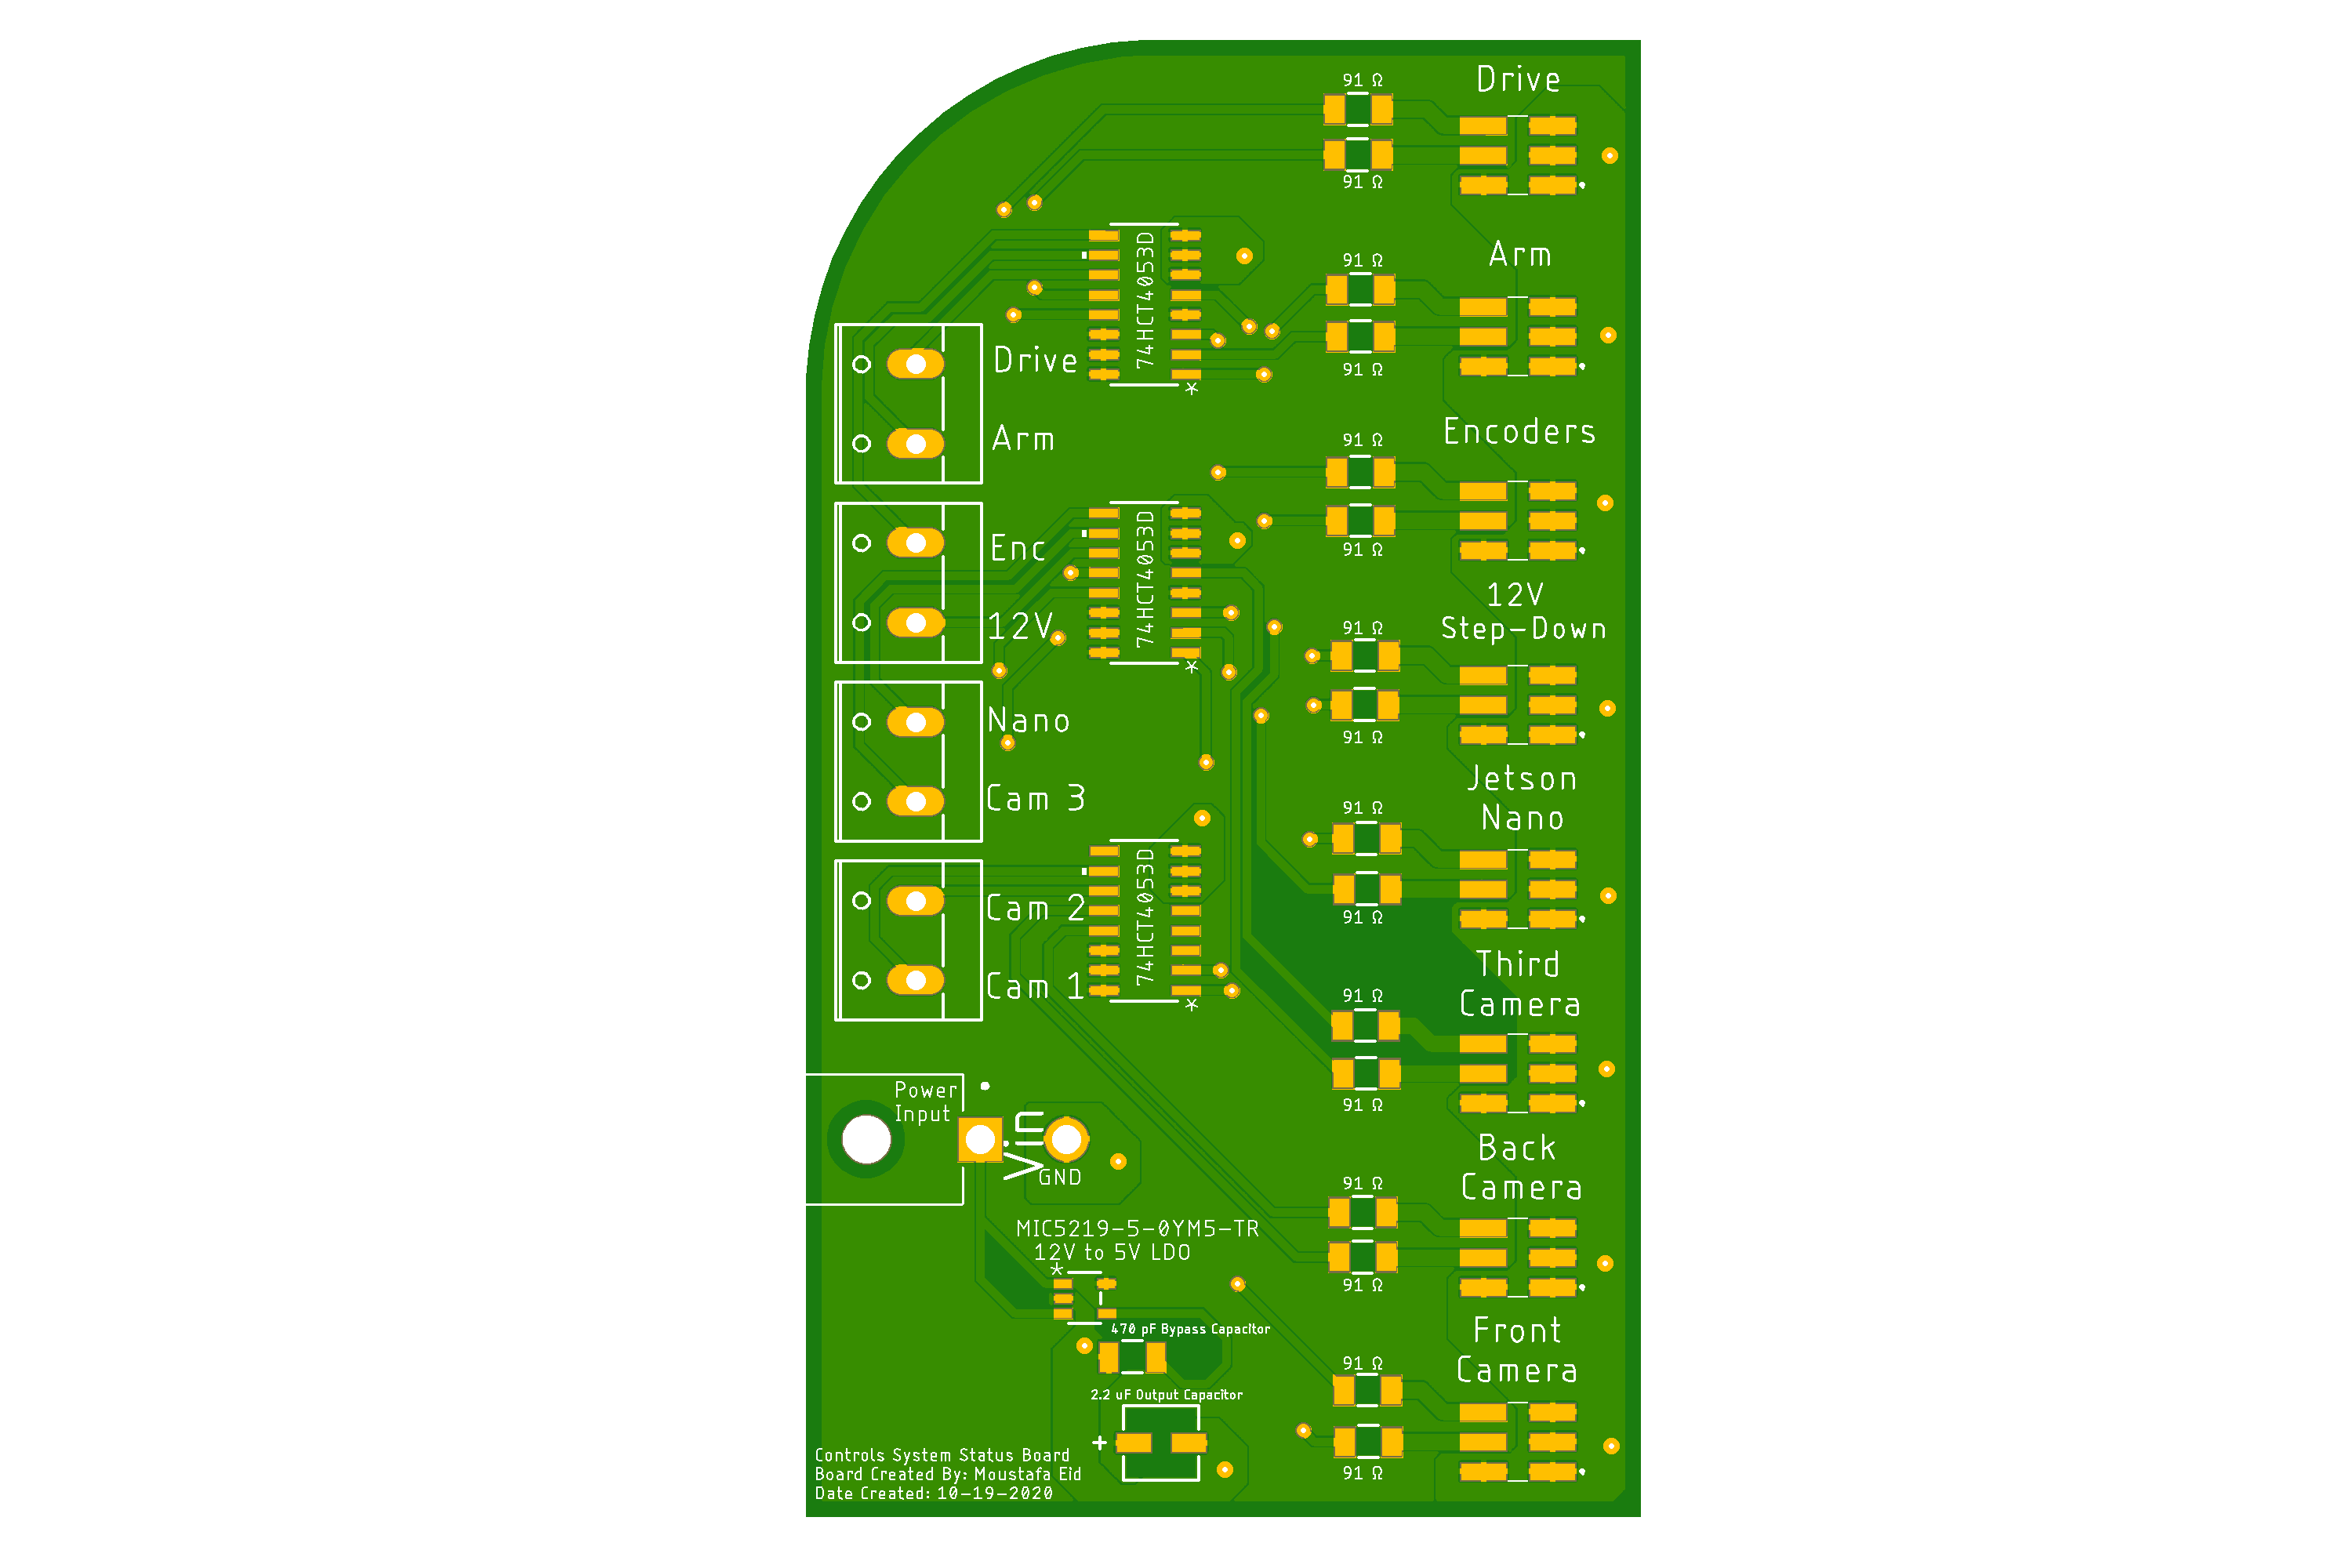 91 Ω
Drive
91 Ω
74HCT4053D
*
91 Ω
Arm
91 Ω
Drive
Arm
91 Ω
Encoders
91 Ω
74HCT4053D
*
Enc
12V
12V
Step-Down
91 Ω
91 Ω
Nano
Cam 3
Jetson
Nano
91 Ω
91 Ω
74HCT4053D
*
Cam 2
Cam 1
Third
Camera
91 Ω
91 Ω
Power
Input
Vin
GND
Back
Camera
91 Ω
91 Ω
MIC5219-5-0YM5-TR
12V to 5V LDO
*
470 pF Bypass Capacitor
Front
Camera
91 Ω
91 Ω
2.2 uF Output Capacitor
+
Controls System Status Board
Board Created By: Moustafa Eid
Date Created: 10-19-2020